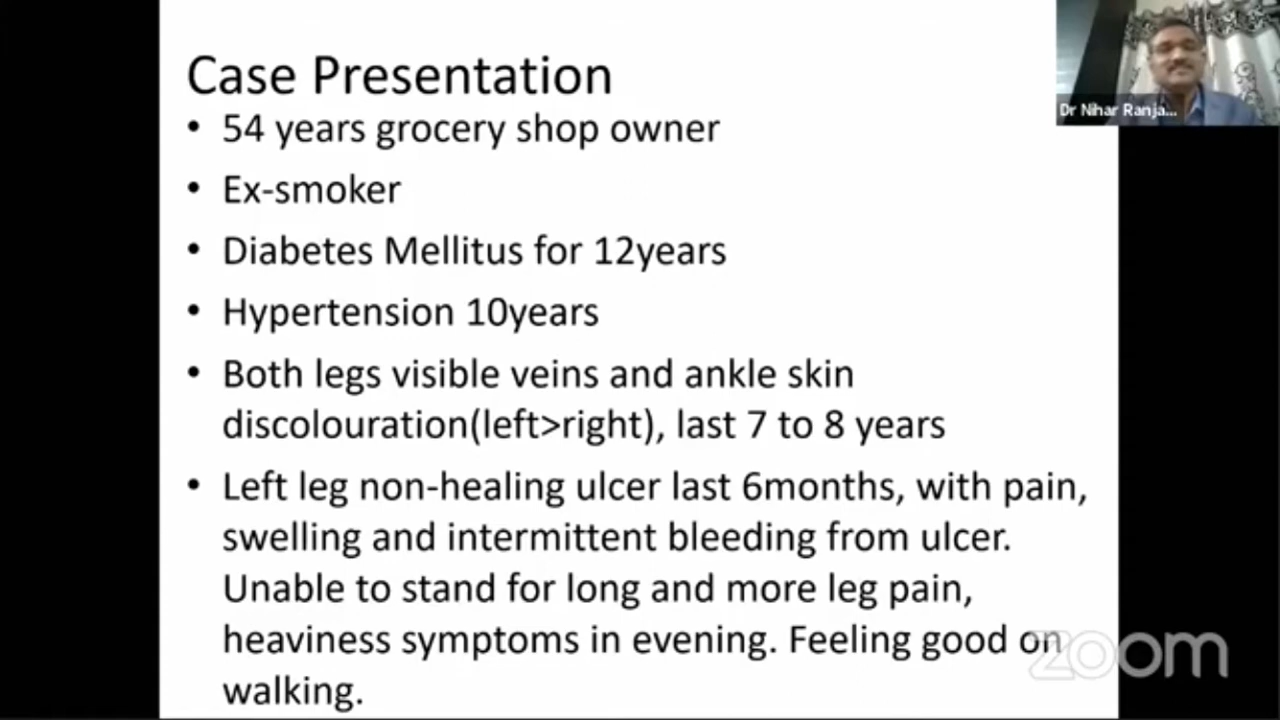 Case Presentation
• 54 years grocery shop owner
• Ex-smoker
• Diabetes Mellitus for 12years
• Hypertension 10years
• Both legs visible veins and ankle skin
discolouration(left>right), last 7 to 8 years
• Left leg non-healing ulcer last 6months, with pain,
swelling and intermittent bleeding from ulcer.
Unable to stand for long and more leg pain,
heaviness symptoms in evening. Feeling good on
walking.
Dr Nihar Ranja...
zoom